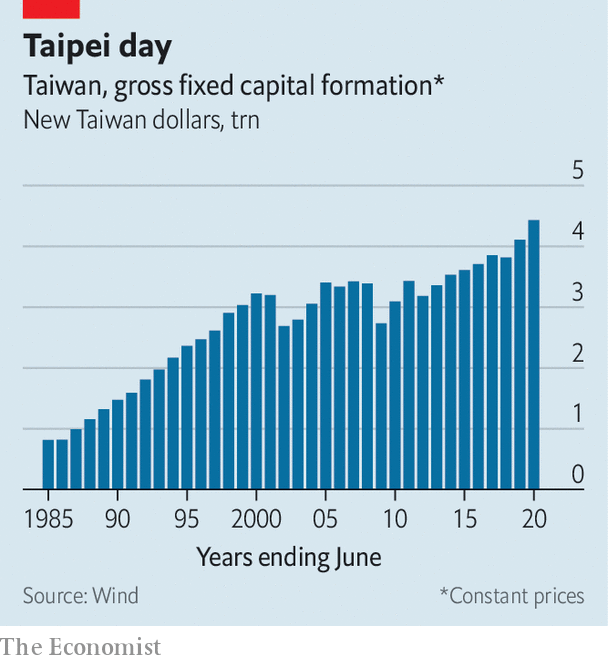 Taipei day
Taiwan, gross fixed capital formation*
New Taiwan dollars, trn
5
4
3
2
1
0
1985 90 95 2000 05 10 15 20
Years ending June
Source: Wind *Constant prices
The Economist